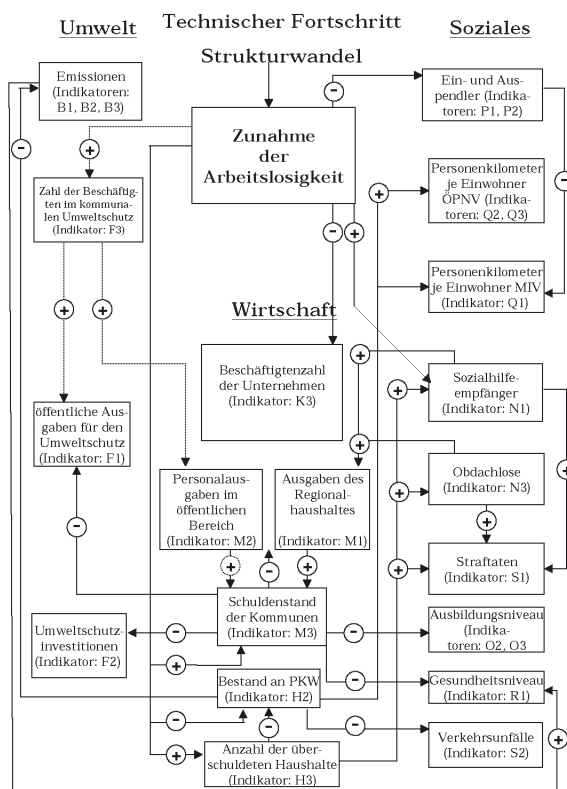 Umwelt
Technischer Fortschritt
Strukturwandel
Soziales
Emissionen
(Indikatoren:
B1, B2, B3)
Zunahme
der
Arbeitslosigkeit
Ein- und Aus-
pendler (Indika-
toren: P1, P2)
Zahl der Beschäftig-
ten im kommuna-
len Umweltschutz
(Indikator: F3)
Personenkilometer
je Einwohner
ÖPNV (Indika-
toren: Q2, Q3)
Personenkilometer
je Einwohner MIV
(Indikator: Q1)
Wirtschaft
Beschäftigtenzahl
der Unternehmen
(Indikator: K3)
Sozialhilfe-
empfänger
(Indikator: N1)
öffentliche Aus-
gaben für den
Umweltschutz
(Indikator: F1)
Personalaus-
gaben im
öffentlichen
Bereich
(Indikator: M2)
Ausgaben des
Regional-
haushaltes
(Indikator: M1)
Obdachlose
(Indikator: N3)
Straftaten
(Indikator: S1)
Umweltschutz-
investitionen
(Indikator: F2)
Schuldenstand
der Kommunen
(Indikator: M3)
Ausbildungsniveau
(Indika-
toren: O2, O3
Bestand an PKW
(Indikator: H2)
Gesundheitsniveau
(Indikator: R1)
Anzahl der über-
schuldeten Haushalte
(Indikator: H3)
Verkehrsunfälle
(Indikator: S2)